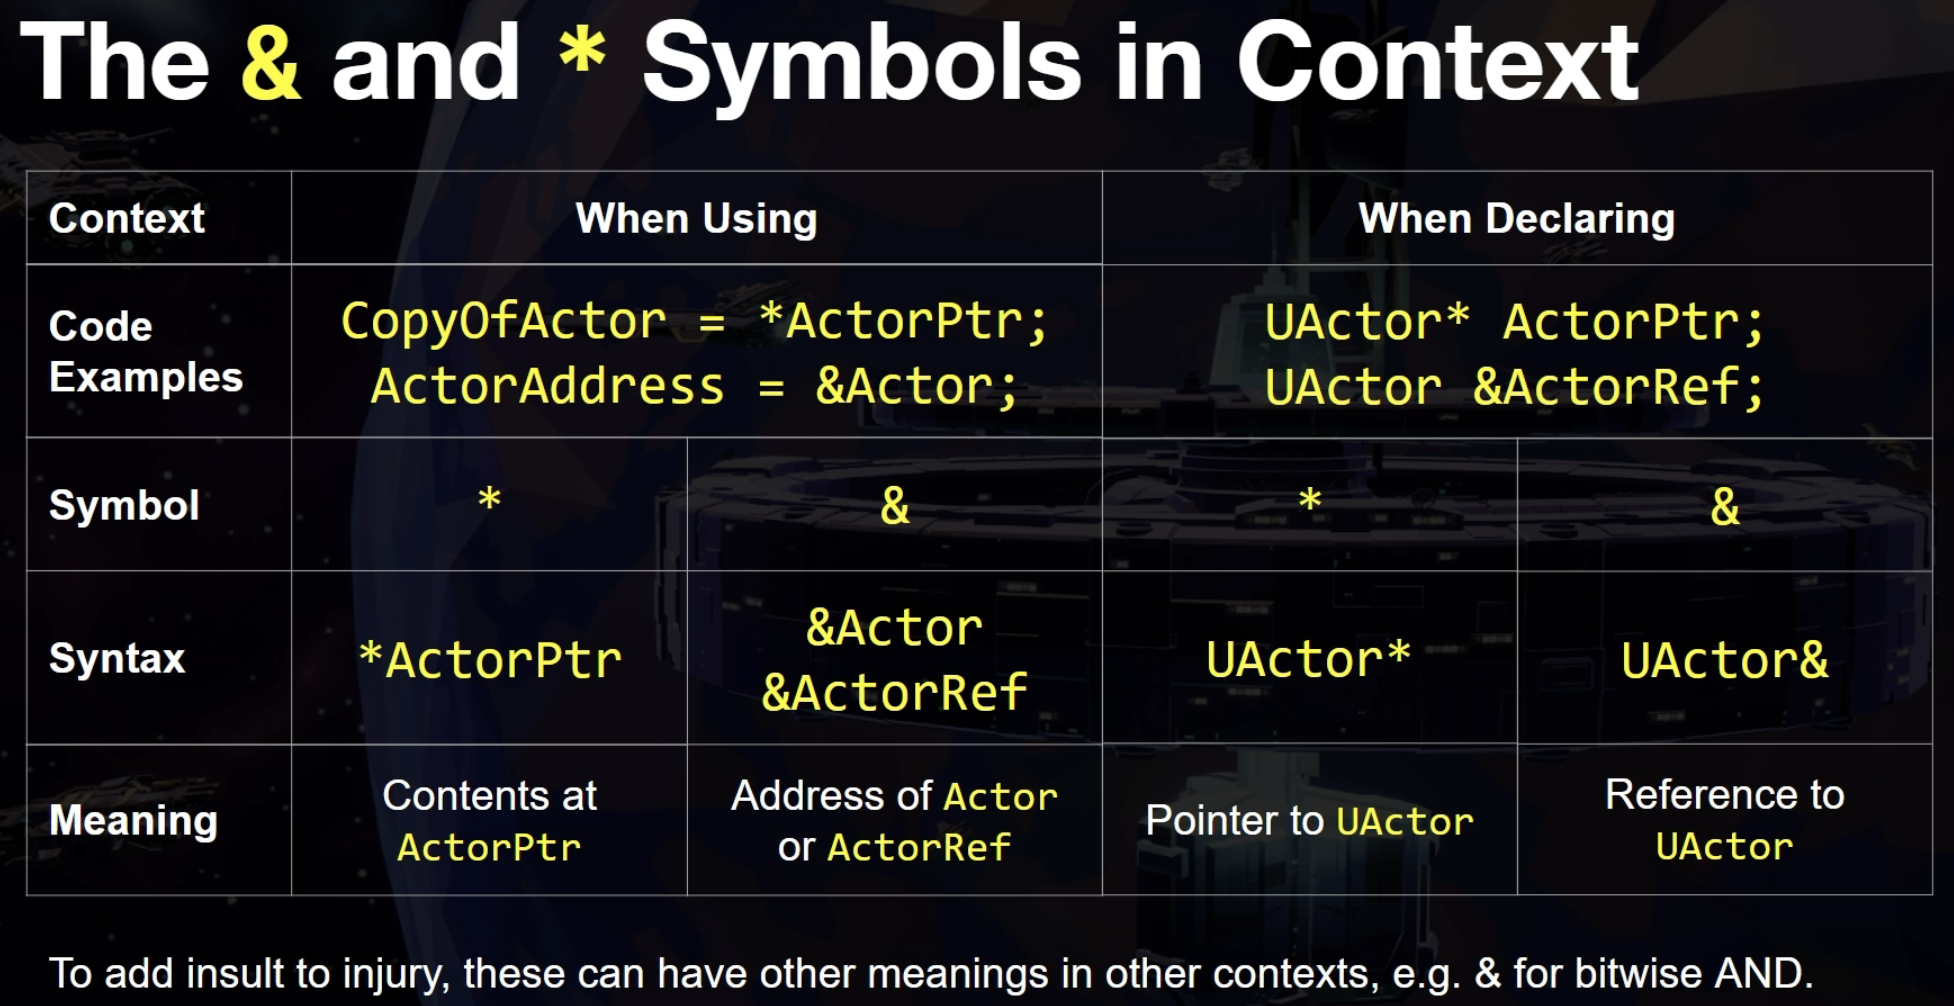 The & and * Symbols in Context
Context
When Using
When Declaring
Code
Examples
CopyOfActor = *ActorPtr;
ActorAddress = &Actor;
UActor* ActorPtr;
UActor &ActorRef;
Symbol
*
&
*
&
Syntax
*ActorPtr
&Actor
&ActorRef
UActor*
UActor&
Meaning
Contents at
ActorPtr
Address of Actor
or ActorRef
Pointer to UActor
Reference to
UActor
To add insult to injury, these can have other meanings in other contexts, e.g. & for bitwise AND.